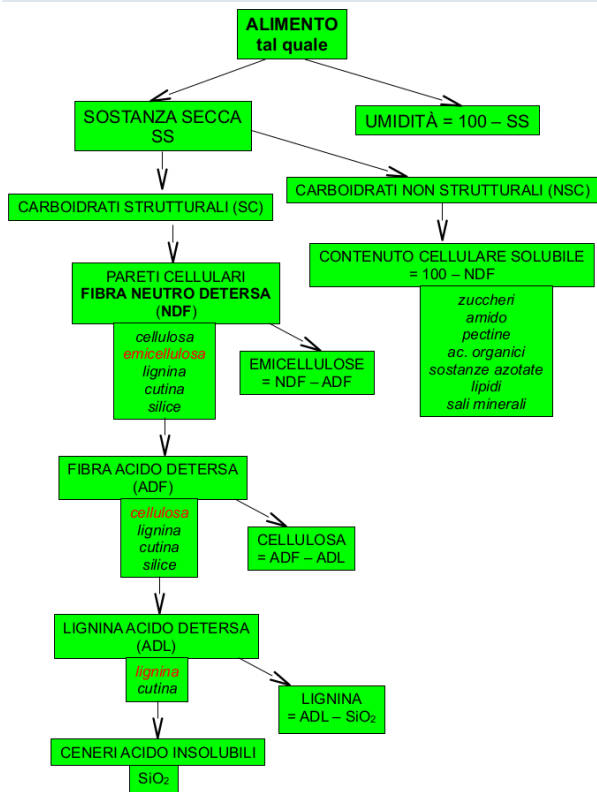 ALIMENTO
tal quale
SOSTANZA SECCA
SS
UMIDITÀ = 100 – SS
CARBOIDRATI STRUTTURALI (SC)
CARBOIDRATI NON STRUTTURALI (NSC)
PARETI CELLULARI
FIBRA NEUTRO DETERSA
(NDF)
cellulosa
emicellulosa
lignina
cutina
silice
CONTENUTO CELLULARE SOLUBILE
= 100 – NDF
zuccheri
amido
pectine
ac. organici
sostanze azotate
lipidi
sali minerali
EMICELLULOSE
= NDF – ADF
FIBRA ACIDO DETERSA
(ADF)
cellulosa
lignina
cutina
silice
CELLULOSA
= ADF – ADL
LIGNINA ACIDO DETERSA
(ADL)
lignina
cutina
LIGNINA
= ADL – SiO₂
CENERI ACIDO INSOLUBILI
SiO₂